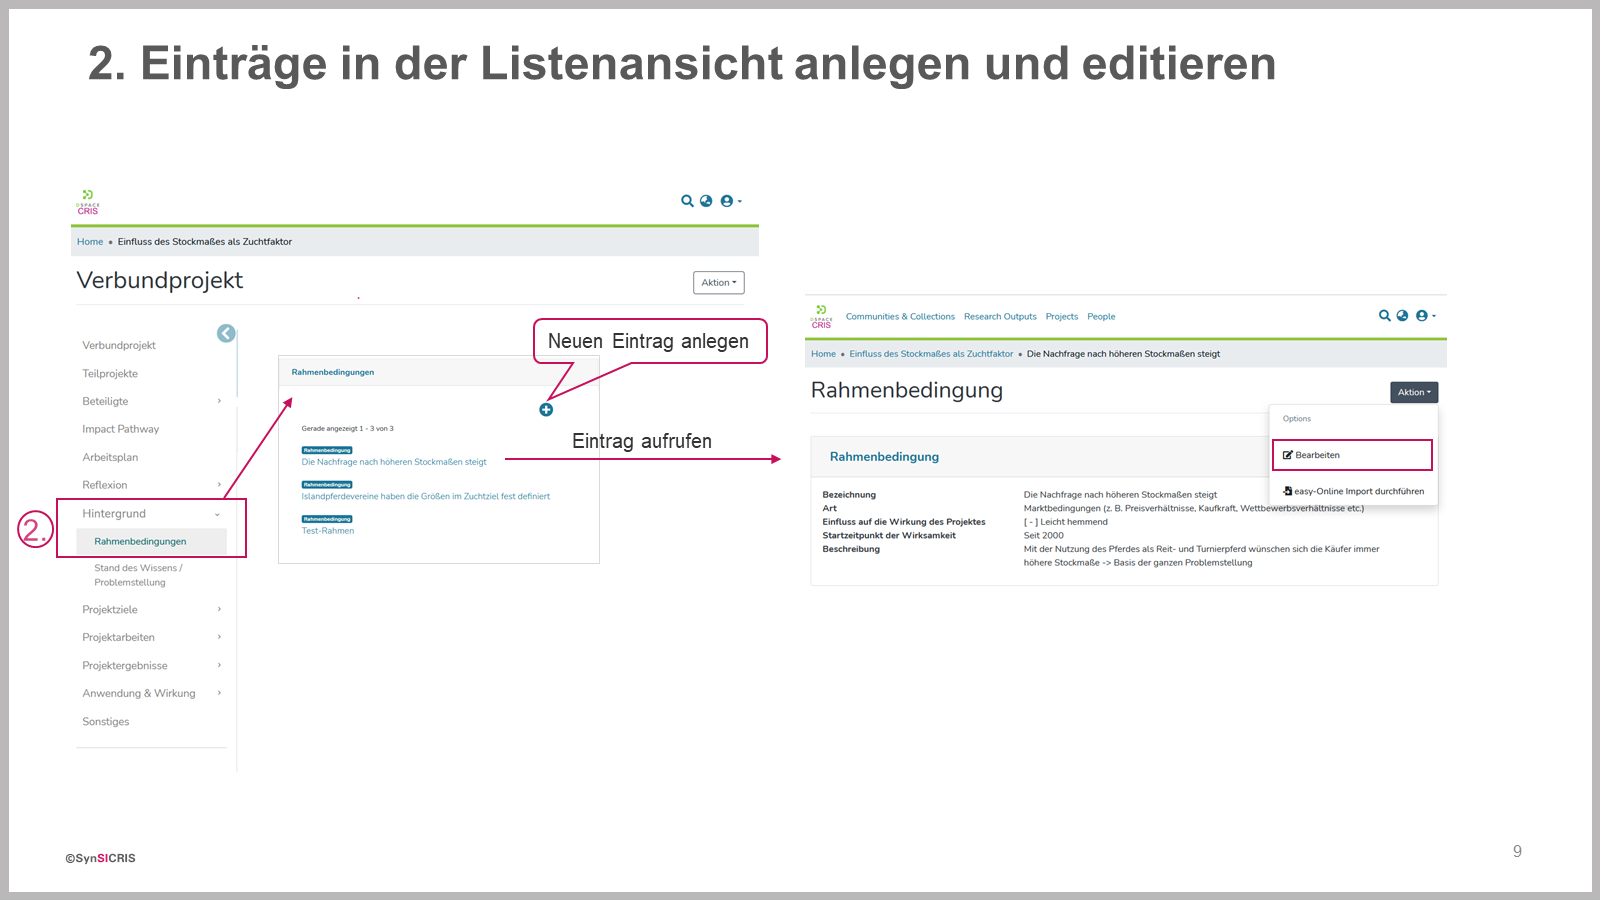 2. Einträge in der Listenansicht anlegen und editieren
DSPACE
CRIS
Home • Einfluss des Stockmaßes als Zuchtfaktor
Verbundprojekt
Aktion
Verbundprojekt
Teilprojekte
Beteiligte
Impact Pathway
Arbeitsplan
Reflexion
Hintergrund
2.
Rahmenbedingungen
Stand des Wissens /
Problemstellung
Projektziele
Projektarbeiten
Projektergebnisse
Anwendung & Wirkung
Sonstiges
Neuen Eintrag anlegen
Rahmenbedingungen
Gerade angezeigt 1 - 3 von 3
Rahmenbedingung
Die Nachfrage nach höheren Stockmaßen steigt
Rahmenbedingung
Islandpferdevereine haben die Größen im Zuchtziel fest definiert
Rahmenbedingung
Test-Rahmen
Eintrag aufrufen
DSPACE
CRIS
Communities & Collections Research Outputs Projects People
Home • Einfluss des Stockmaßes als Zuchtfaktor • Die Nachfrage nach höheren Stockmaßen steigt
Rahmenbedingung
Aktion
Options
Bearbeiten
easy-Online Import durchführen
Rahmenbedingung
Bezeichnung Die Nachfrage nach höheren Stockmaßen steigt
Art Marktbedingungen (z. B. Preisverhältnisse, Kaufkraft, Wettbewerbsverhältnisse etc.)
Einfluss auf die Wirkung des Projektes [ - ] Leicht hemmend
Startzeitpunkt der Wirksamkeit Seit 2000
Beschreibung Mit der Nutzung des Pferdes als Reit- und Turnierpferd wünschen sich die Käufer immer
höhere Stockmaße -> Basis der ganzen Problemstellung
©SynSICRIS
9